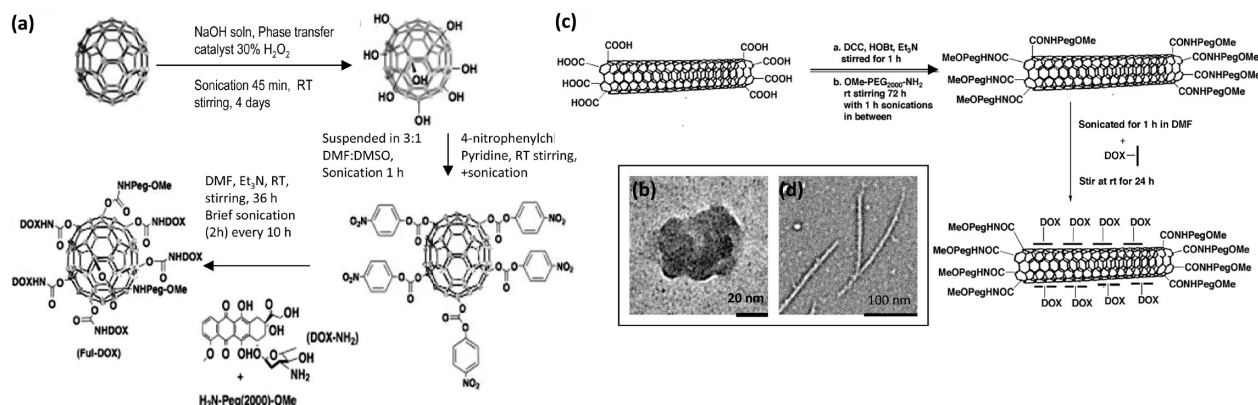 (a)
NaOH soln, Phase transfer
catalyst 30% H₂O₂
Sonication 45 min, RT
stirring, 4 days
OH
HO
OH
HO
OH
OH
HO
OH
OH
Suspended in 3:1
DMF:DMSO,
Sonication 1 h
4-nitrophenylchl
Pyridine, RT stirring,
+sonication
O₂N
NO₂
O₂N
NO₂
NO₂
DMF, Et₃N, RT,
stirring, 36 h
Brief sonication
(2h) every 10 h
NHPeg-OMe
DOXHN
NHDOX
DOXHN
NHDOX
NHPeg-OMe
NHDOX
(Ful-DOX)
(DOX-NH₂)
OH
NH₂
+
H₂N-Peg(2000)-OMe
(b)
20 nm
(d)
100 nm
(c)
COOH
HOOC
HOOC
HOOC
COOH
COOH
COOH
COOH
a. DCC, HOBt, Et₃N
stirred for 1 h
b. OMe-PEG₂₀₀₀-NH₂
rt stirring 72 h
with 1 h sonications
in between
CONHPegOMe
MeOPegHNOC
MeOPegHNOC
MeOPegHNOC
CONHPegOMe
CONHPegOMe
CONHPegOMe
CONHPegOMe
Sonicated for 1 h in DMF
+
DOX
Stir at rt for 24 h
DOX DOX DOX DOX
MeOPegHNOC
MeOPegHNOC
MeOPegHNOC
CONHPegOMe
CONHPegOMe
CONHPegOMe
CONHPegOMe
DOX DOX DOX DOX